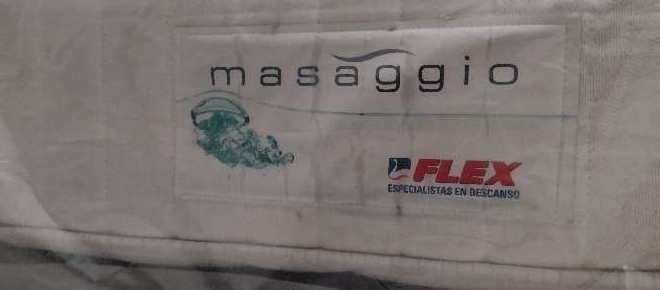 masaggio
FLEX
ESPECIALISTAS EN DESCANSO